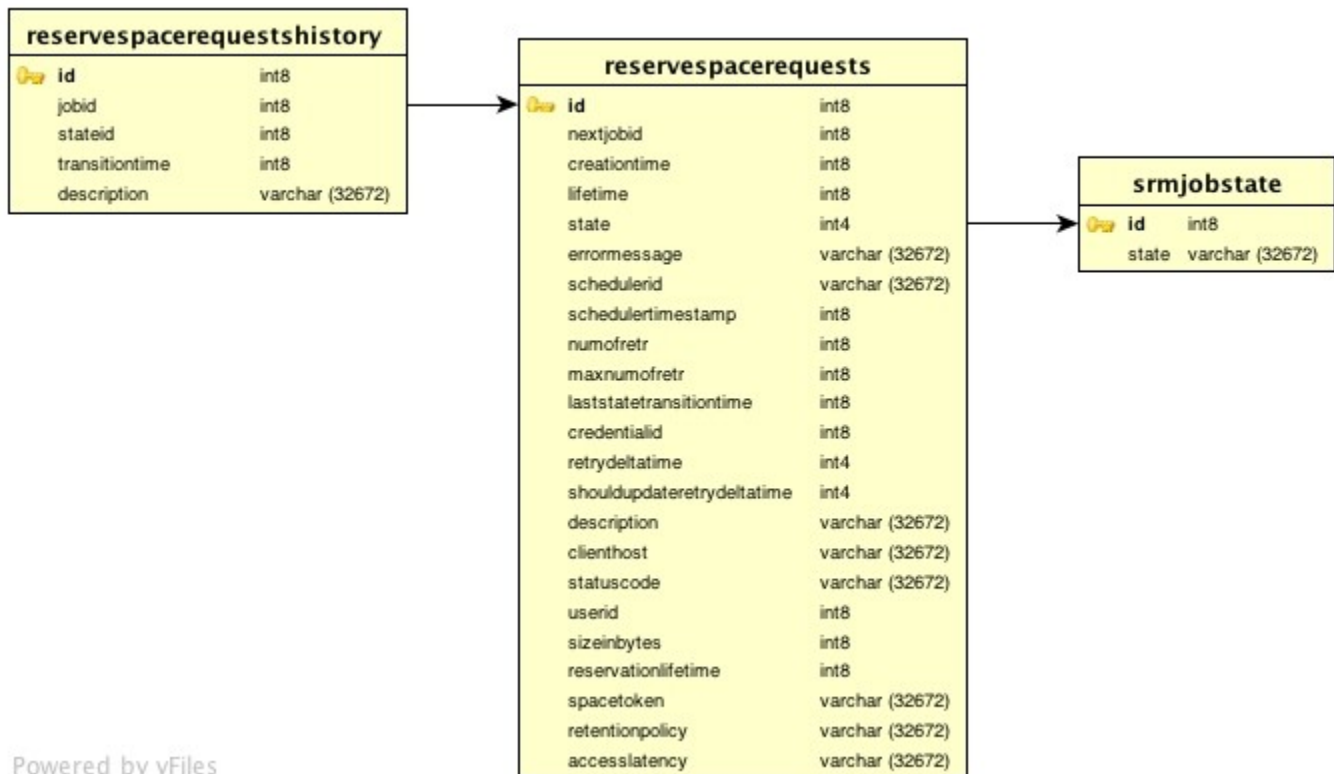 reservespacerequestshistory
id int8
jobid int8
stateid int8
transitiontime int8
description varchar (32672)
reservespacerequests
id int8
nextjobid int8
creationtime int8
lifetime int8
state int4
errormessage varchar (32672)
schedulerid varchar (32672)
schedulertimestamp int8
numofretr int8
maxnumofretr int8
laststatetransitiontime int8
credentialid int8
retrydeltatime int4
shouldupdateretrydeltatime int4
description varchar (32672)
clienthost varchar (32672)
statuscode varchar (32672)
userid int8
sizeinbytes int8
reservationlifetime int8
spacetoken varchar (32672)
retentionpolicy varchar (32672)
accesslatency varchar (32672)
srmjobstate
id int8
state varchar (32672)
Powered by yFiles